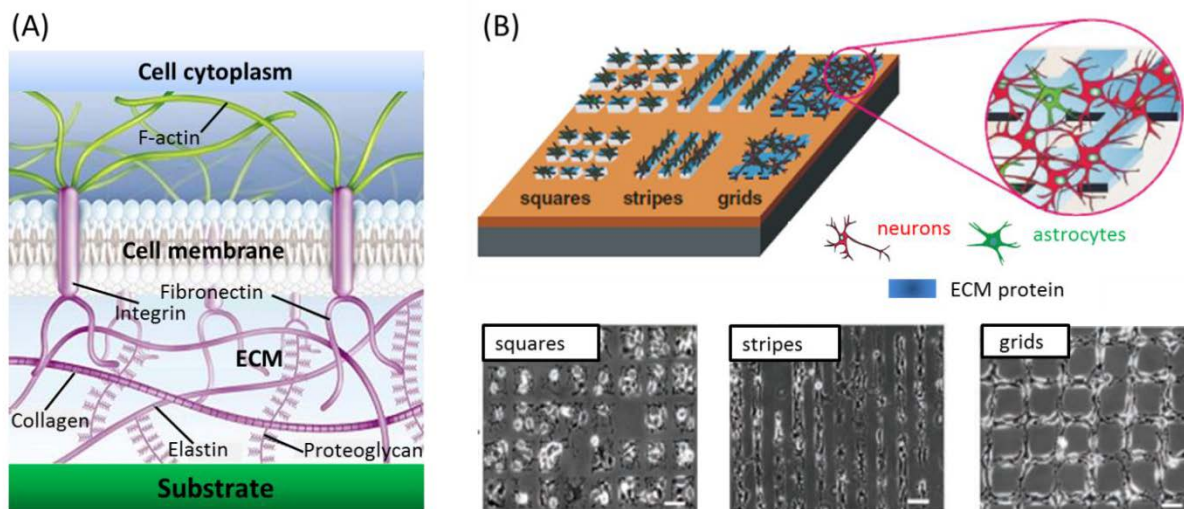 (A)
Cell cytoplasm
F-actin
Cell membrane
Fibronectin
Integrin
ECM
Collagen
Elastin
Proteoglycan
Substrate
(B)
squares
stripes
grids
neurons
astrocytes
ECM protein
squares
stripes
grids